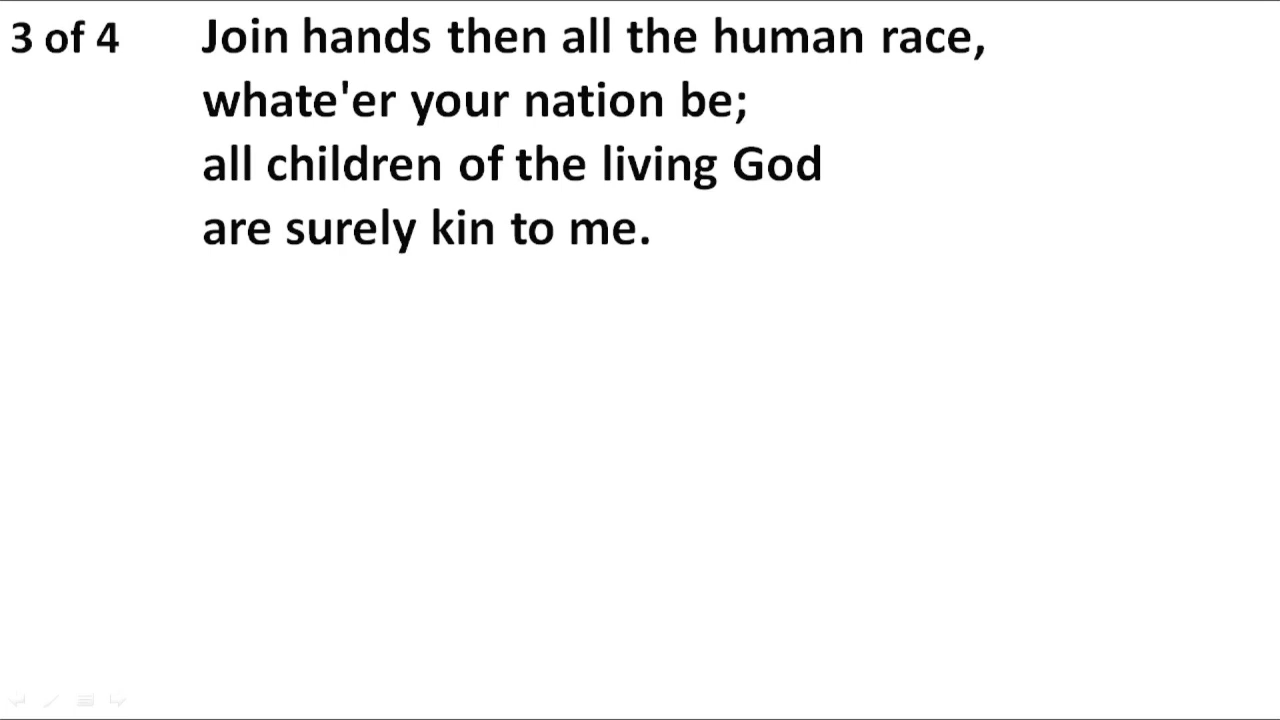 3 of 4 Join hands then all the human race,
whate'er your nation be;
all children of the living God
are surely kin to me.